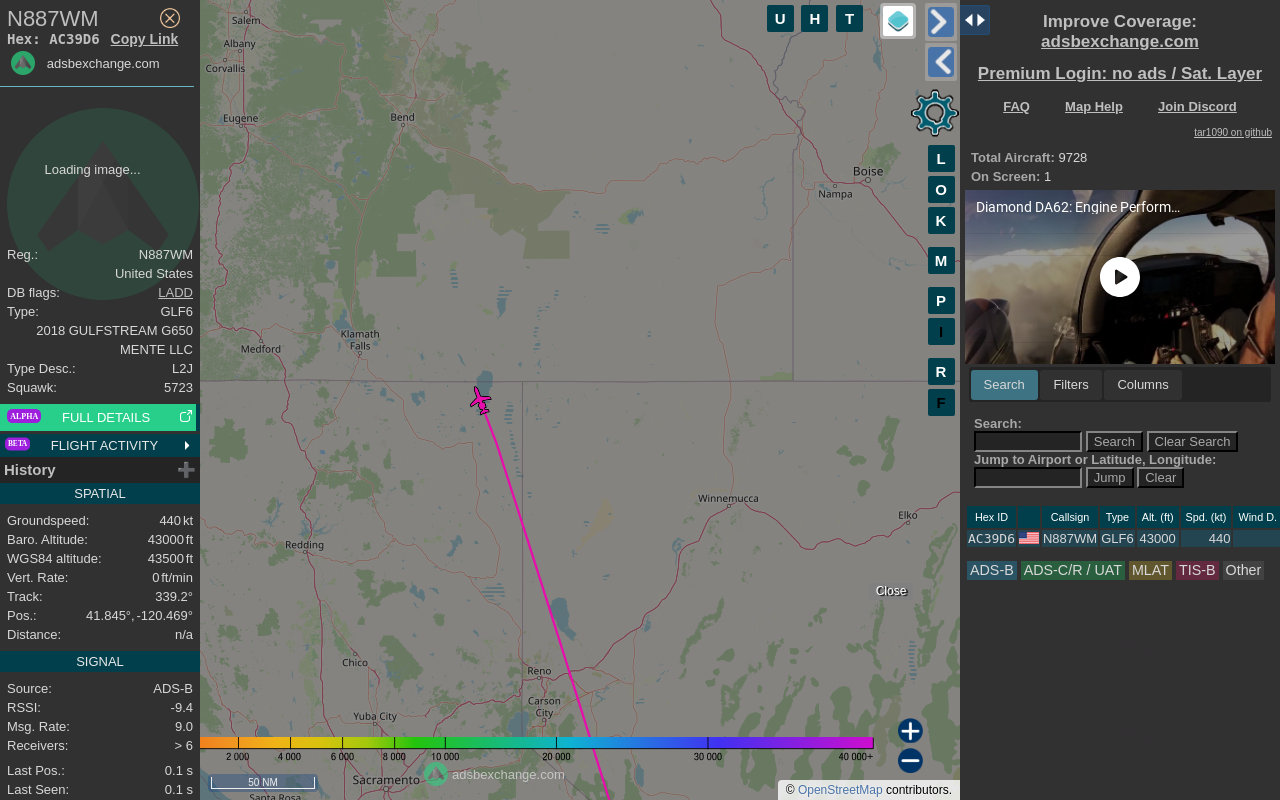 N887WM
Hex: AC39D6 Copy Link
adsbexchange.com
Loading image...
Reg.: N887WM
United States
DB flags: LADD
Type: GLF6
2018 GULFSTREAM G650
MENTE LLC
Type Desc.: L2J
Squawk: 5723
ALPHA FULL DETAILS
BETA FLIGHT ACTIVITY
History
SPATIAL
Groundspeed: 440 kt
Baro. Altitude: 43000 ft
WGS84 altitude: 43500 ft
Vert. Rate: 0 ft/min
Track: 339.2°
Pos.: 41.845°, -120.469°
Distance: n/a
SIGNAL
Source: ADS-B
RSSI: -9.4
Msg. Rate: 9.0
Receivers: > 6
Last Pos.: 0.1 s
Last Seen: 0.1 s
Salem
Albany
Corvallis
Eugene
Bend
Boise
Nampa
Klamath
Falls
Medford
Winnemucca
Elko
Redding
Chico
Reno
Carson
City
Yuba City
Sacramento
Santa Rosa
U H T
L
O
K
M
P
I
R
F
Close
2 000 4 000 6 000 8 000 10 000 20 000 30 000 40 000+
adsbexchange.com
50 NM
© OpenStreetMap contributors.
Improve Coverage:
adsbexchange.com
Premium Login: no ads / Sat. Layer
FAQ Map Help Join Discord
tar1090 on github
Total Aircraft: 9728
On Screen: 1
Diamond DA62: Engine Perform...
Search Filters Columns
Search:
Search Clear Search
Jump to Airport or Latitude, Longitude:
Jump Clear
Hex ID Callsign Type Alt. (ft) Spd. (kt) Wind D.
AC39D6 N887WM GLF6 43000 440
ADS-B ADS-C/R / UAT MLAT TIS-B Other